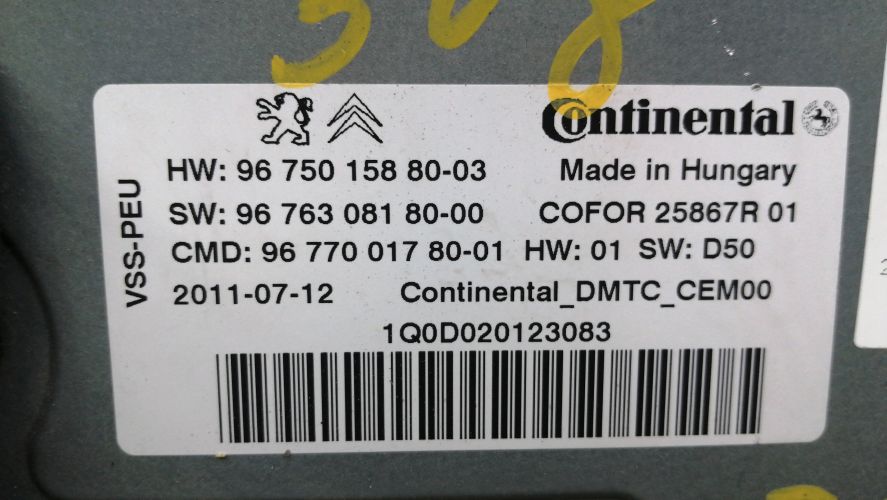 308
Continental
HW: 96 750 158 80-03 Made in Hungary
SW: 96 763 081 80-00 COFOR 25867R 01
CMD: 96 770 017 80-01 HW: 01 SW: D50
2011-07-12 Continental_DMTC_CEM00
1Q0D020123083
VSS-PEU